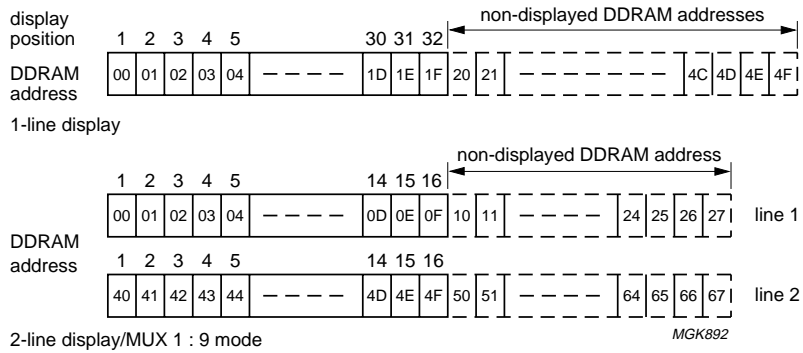 display position
non-displayed DDRAM addresses
1 2 3 4 5 30 31 32
DDRAM address
00 01 02 03 04 1D 1E 1F 20 21 4C 4D 4E 4F
1-line display
non-displayed DDRAM address
1 2 3 4 5 14 15 16
00 01 02 03 04 0D 0E 0F 10 11 24 25 26 27 line 1
DDRAM address
1 2 3 4 5 14 15 16
40 41 42 43 44 4D 4E 4F 50 51 64 65 66 67 line 2
2-line display/MUX 1 : 9 mode
MGK892